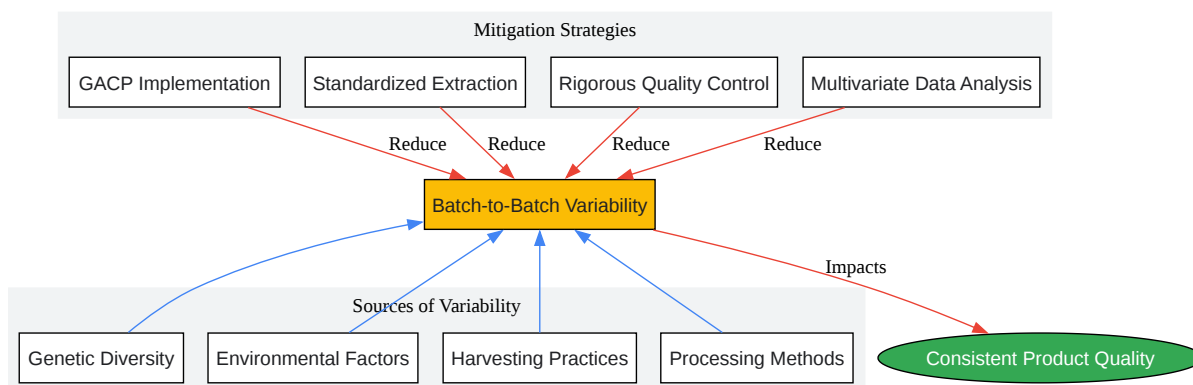 Mitigation Strategies
GACP Implementation
Standardized Extraction
Rigorous Quality Control
Multivariate Data Analysis
Reduce
Reduce
Reduce
Reduce
Batch-to-Batch Variability
Impacts
Sources of Variability
Genetic Diversity
Environmental Factors
Harvesting Practices
Processing Methods
Consistent Product Quality